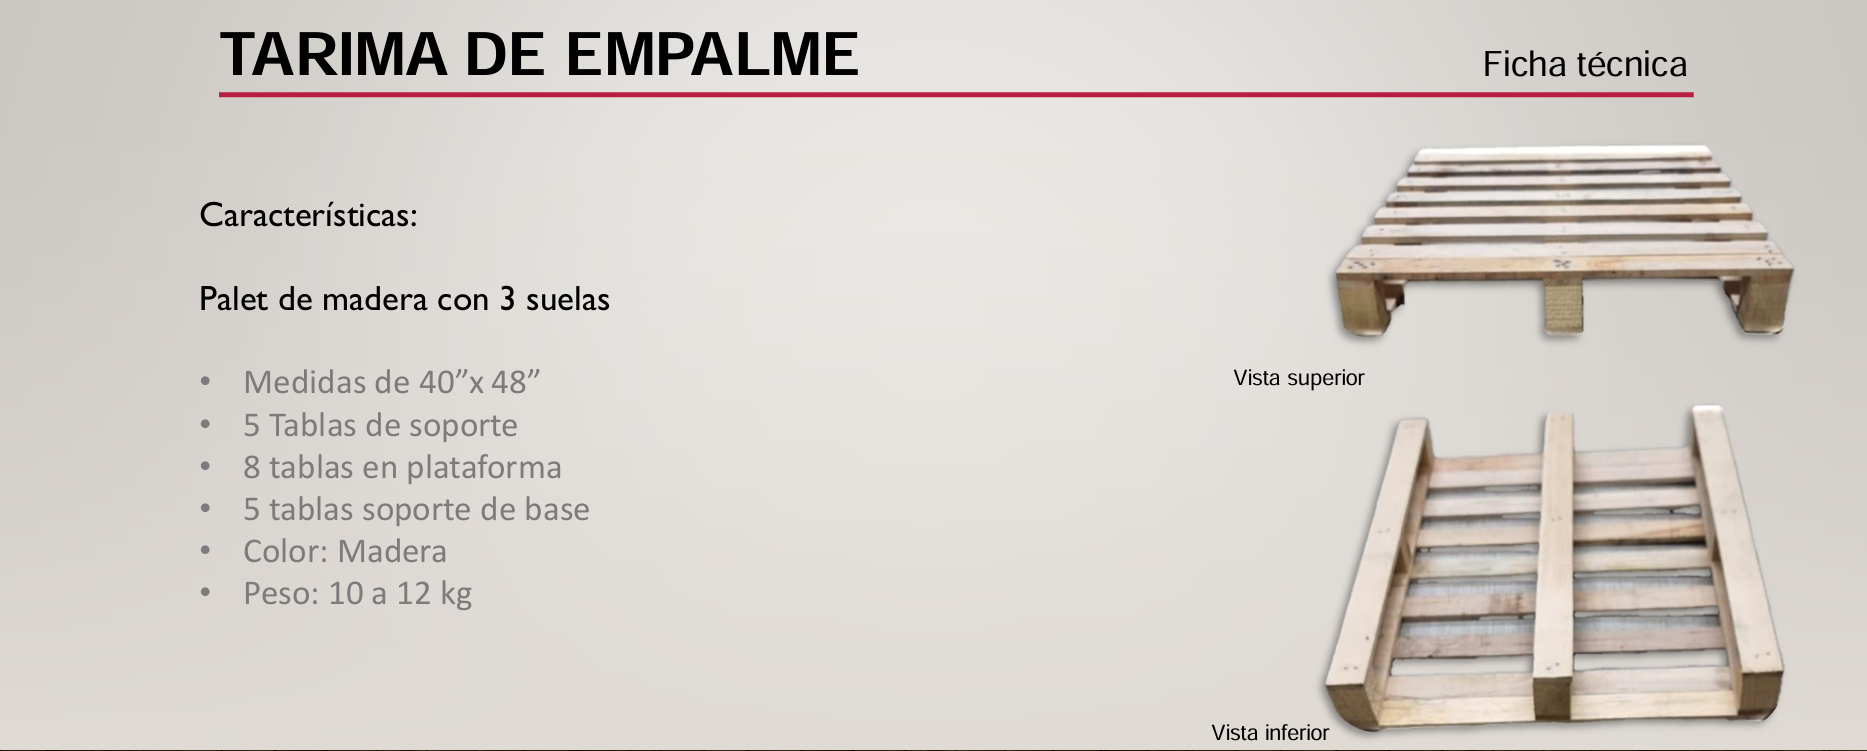 TARIMA DE EMPALME
Ficha técnica
Características:
Palet de madera con 3 suelas
• Medidas de 40”x 48”
• 5 Tablas de soporte
• 8 tablas en plataforma
• 5 tablas soporte de base
• Color: Madera
• Peso: 10 a 12 kg
Vista superior
Vista inferior